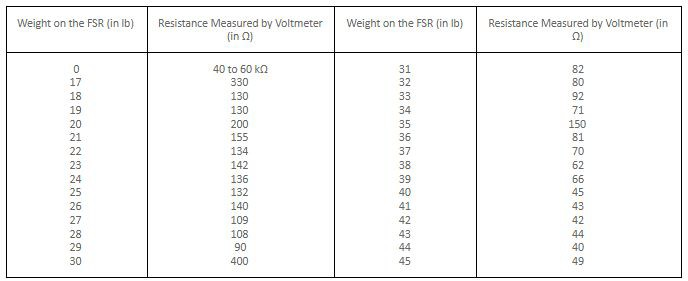 Weight on the FSR (in lb) Resistance Measured by Voltmeter (in Ω) Weight on the FSR (in lb) Resistance Measured by Voltmeter (in Ω)
0 40 to 60 kΩ 31 82
17 330 32 80
18 130 33 92
19 130 34 71
20 200 35 150
21 155 36 81
22 134 37 70
23 142 38 62
24 136 39 66
25 132 40 45
26 140 41 43
27 109 42 42
28 108 43 44
29 90 44 40
30 400 45 49